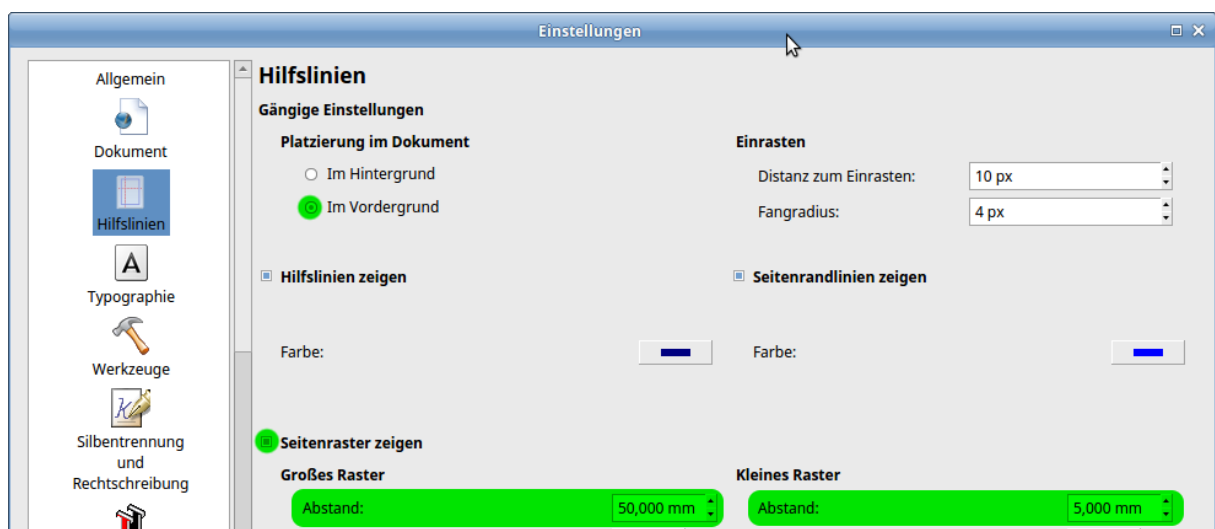 Einstellungen
Allgemein
Dokument
Hilfslinien
Typographie
Werkzeuge
Silbentrennung
und
Rechtschreibung
Hilfslinien
Gängige Einstellungen
Platzierung im Dokument
Im Hintergrund
Im Vordergrund
Einrasten
Distanz zum Einrasten: 10 px
Fangradius: 4 px
Hilfslinien zeigen
Farbe:
Seitenrandlinien zeigen
Farbe:
Seitenraster zeigen
Großes Raster
Abstand: 50,000 mm
Kleines Raster
Abstand: 5,000 mm